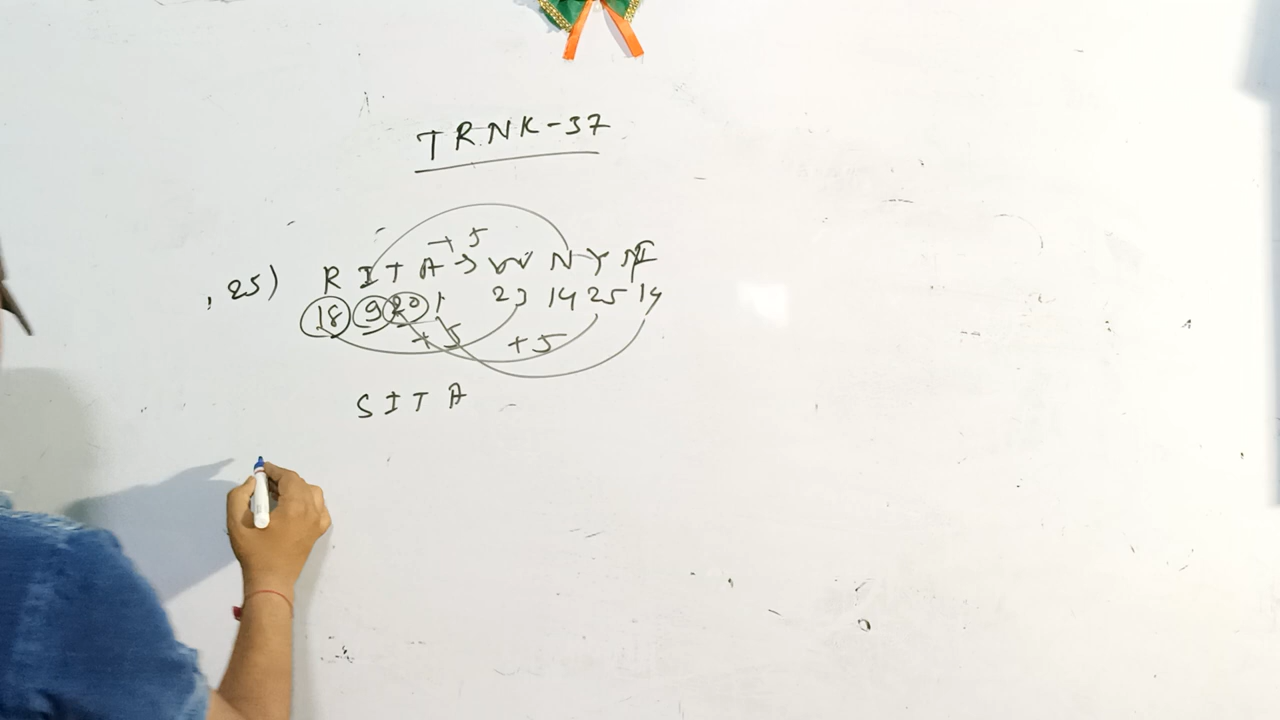 TRNK-37
+5
, 25) R I T A → W N Y
18 9 20 1 23 14 25 14
+5 +5
S I T A